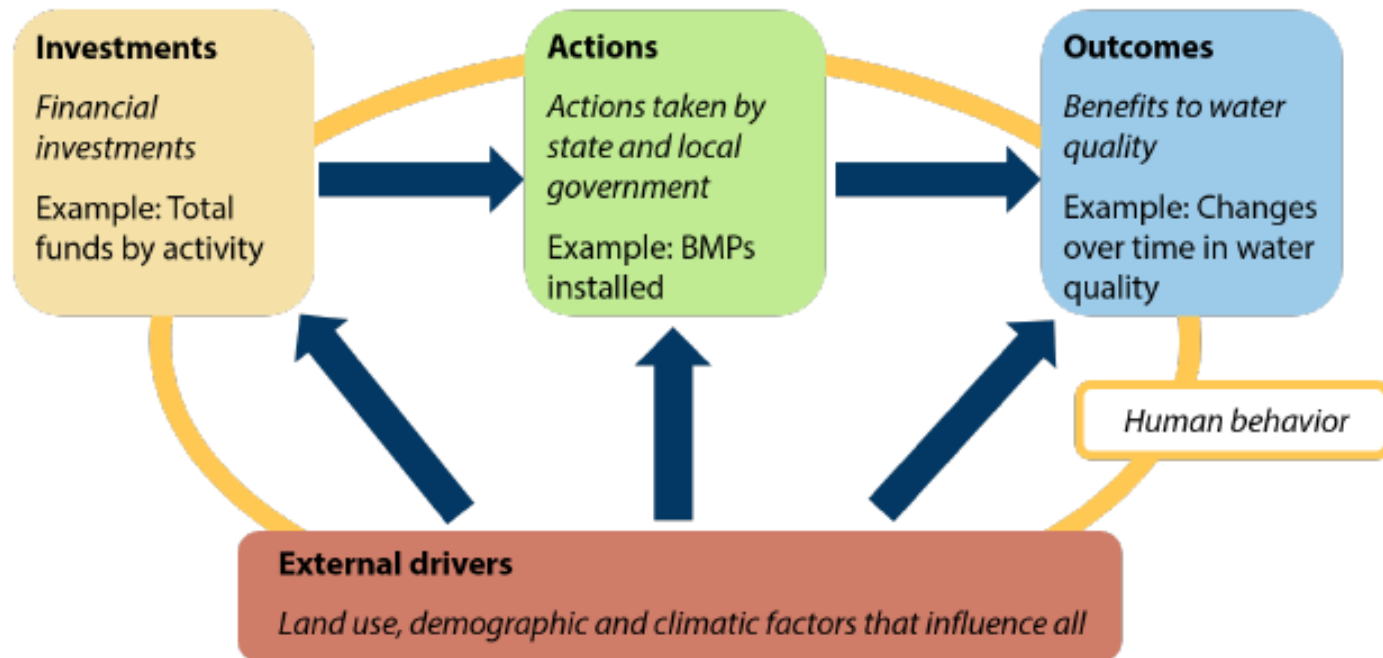 Investments
Financial
investments
Example: Total
funds by activity
Actions
Actions taken by
state and local
government
Example: BMPs
installed
Outcomes
Benefits to water
quality
Example: Changes
over time in water
quality
Human behavior
External drivers
Land use, demographic and climatic factors that influence all